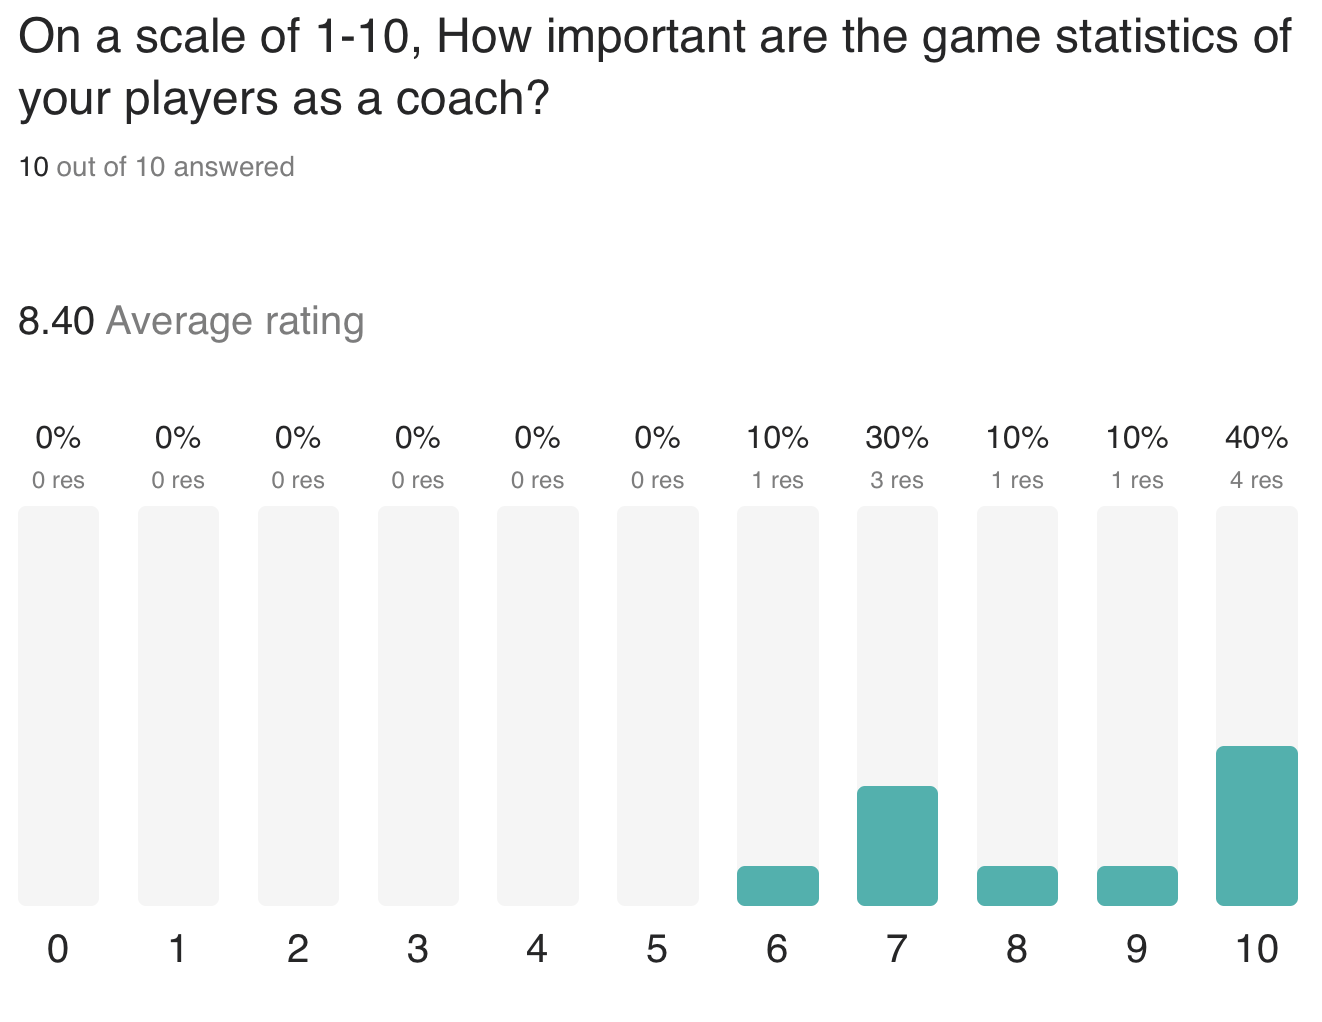 On a scale of 1-10, How important are the game statistics of
your players as a coach?
10 out of 10 answered
8.40 Average rating
0% 0% 0% 0% 0% 0% 10% 30% 10% 10% 40%
0 res 0 res 0 res 0 res 0 res 0 res 1 res 3 res 1 res 1 res 4 res
0 1 2 3 4 5 6 7 8 9 10